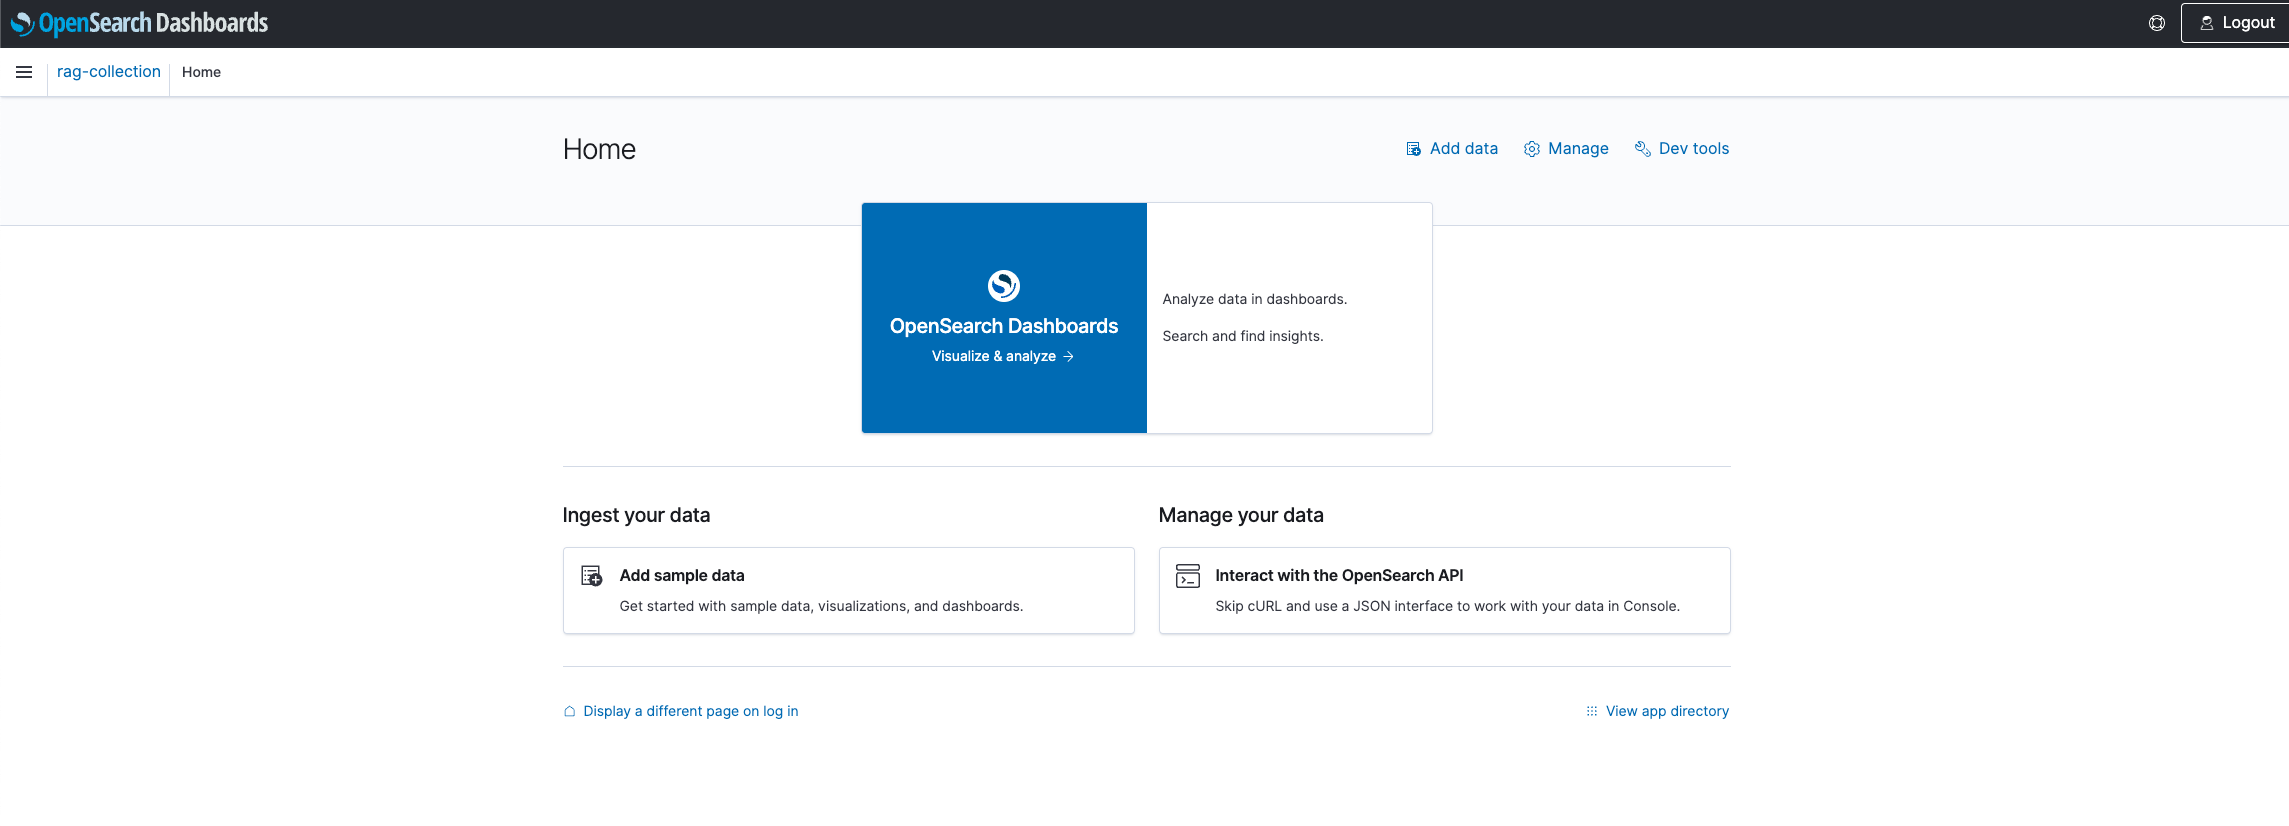 OpenSearch Dashboards
Logout
rag-collection
Home
Home
Add data
Manage
Dev tools
OpenSearch Dashboards
Visualize & analyze
Analyze data in dashboards.
Search and find insights.
Ingest your data
Add sample data
Get started with sample data, visualizations, and dashboards.
Manage your data
Interact with the OpenSearch API
Skip cURL and use a JSON interface to work with your data in Console.
Display a different page on log in
View app directory